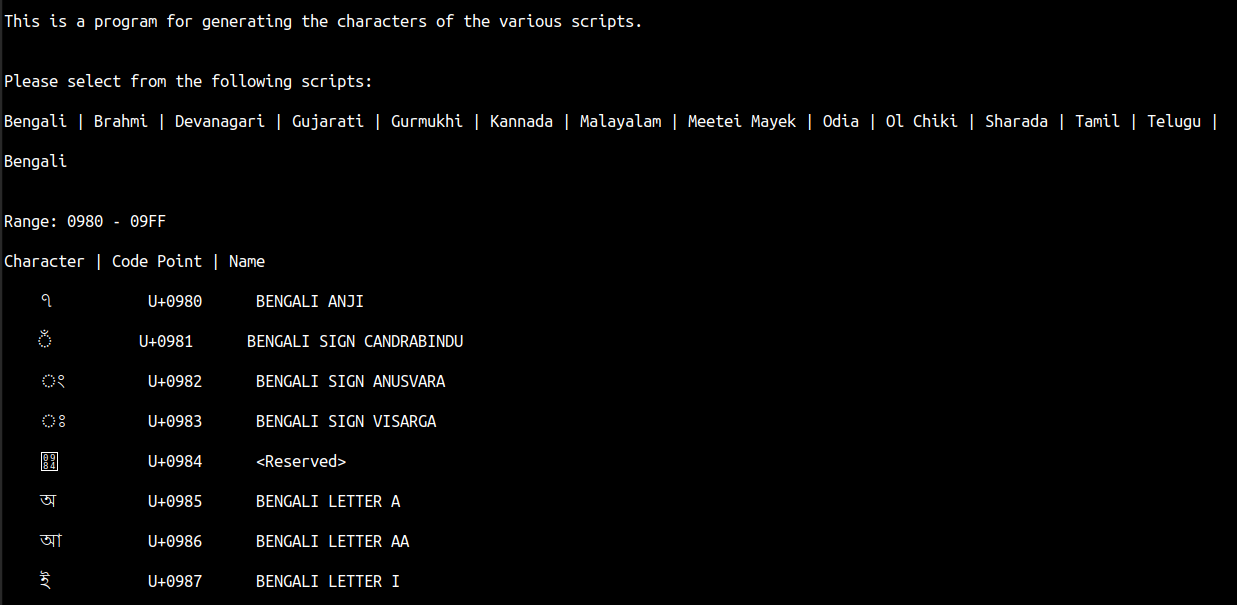 This is a program for generating the characters of the various scripts.
Please select from the following scripts:
Bengali | Brahmi | Devanagari | Gujarati | Gurmukhi | Kannada | Malayalam | Meetei Mayek | Odia | Ol Chiki | Sharada | Tamil | Telugu |
Bengali
Range: 0980 - 09FF
Character | Code Point | Name
ঀ U+0980 BENGALI ANJI
ঁ U+0981 BENGALI SIGN CANDRABINDU
ং U+0982 BENGALI SIGN ANUSVARA
ঃ U+0983 BENGALI SIGN VISARGA
0984 U+0984 <Reserved>
অ U+0985 BENGALI LETTER A
আ U+0986 BENGALI LETTER AA
ই U+0987 BENGALI LETTER I